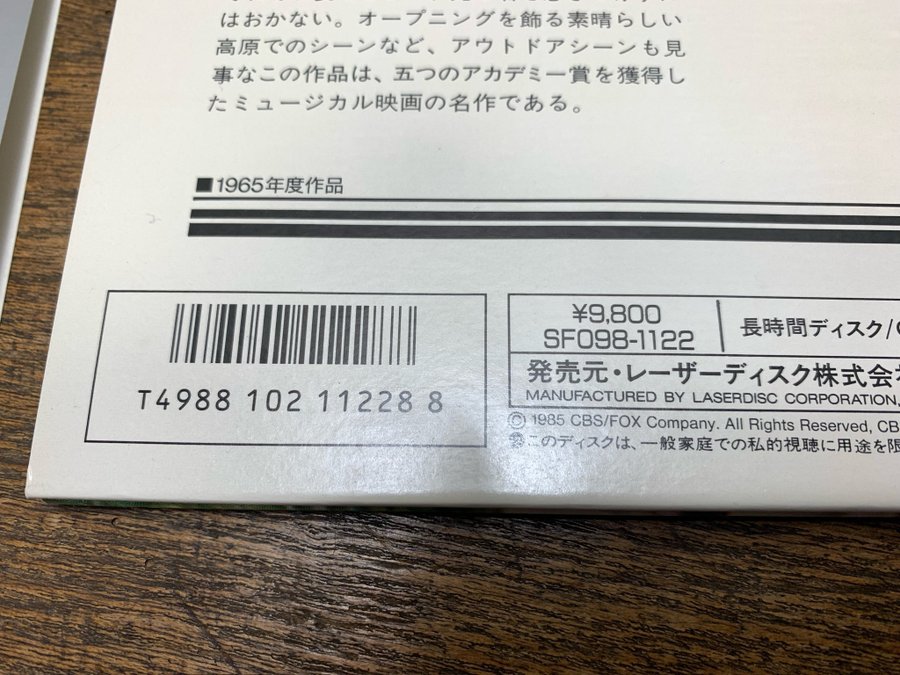 はおかない。オープニングを飾る素晴らしい
高原でのシーンなど、アウトドアシーンも見
事なこの作品は、五つのアカデミー賞を獲得し
たミュージカル映画の名作である。
■1965年度作品
T4988 102 11228 8
¥9,800
SF098-1122
長時間ディスク/
発売元・レーザーディスク株式会
MANUFACTURED BY LASERDISC CORPORATION,
© 1985 CBS/FOX Company. All Rights Reserved, CB
このディスクは、一般家庭での私的視聴に用途を限